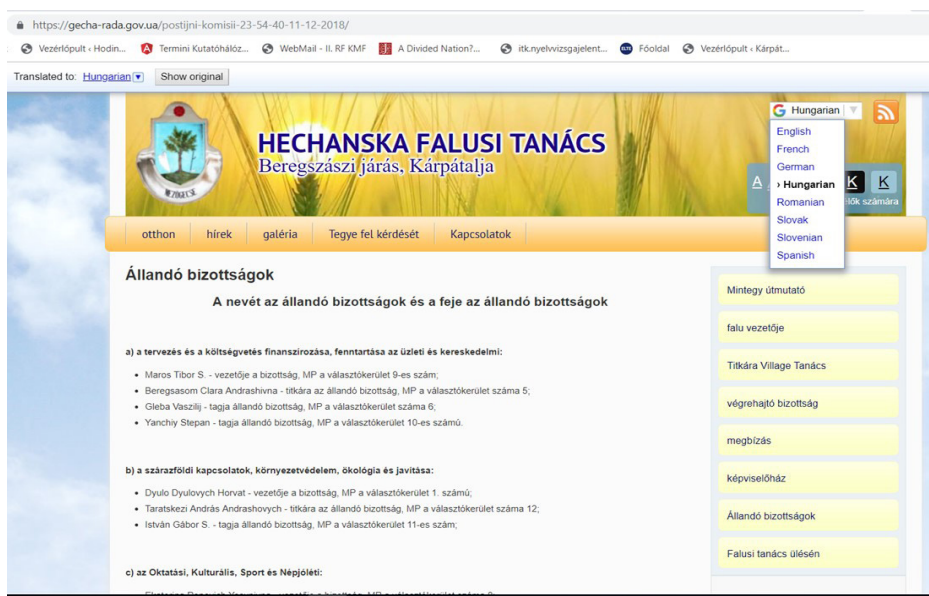 https://gecha-rada.gov.ua/postijni-komisii-23-54-40-11-12-2018/
Vezérlőpult ‹ Hodin... Termini Kutatóhálóz... WebMail - II. RF KMF A Divided Nation?... itk.nyelvvizsgajelent... Főoldal Vezérlőpult ‹ Kárpát...
Translated to: Hungarian Show original
MEZŐGECSE
HECHANSKA FALUSI TANÁCS
Beregszászi járás, Kárpátalja
Hungarian
English
French
German
› Hungarian
Romanian
Slovak
Slovenian
Spanish
A K K
számára
otthon hírek galéria Tegye fel kérdését Kapcsolatok
Állandó bizottságok
A nevét az állandó bizottságok és a feje az állandó bizottságok
a) a tervezés és a költségvetés finanszírozása, fenntartása az üzleti és kereskedelmi:
• Maros Tibor S. - vezetője a bizottság, MP a választókerület 9-es szám;
• Beregsasom Clara Andrashivna - titkára az állandó bizottság, MP a választókerület száma 5;
• Gleba Vaszilij - tagja állandó bizottság, MP a választókerület száma 6;
• Yanchiy Stepan - tagja állandó bizottság, MP a választókerület 10-es számú.
b) a szárazföldi kapcsolatok, környezetvédelem, ökológia és javítása:
• Dyulo Dyulovych Horvat - vezetője a bizottság, MP a választókerület 1. számú;
• Taratskezi András Andrashovych - titkára az állandó bizottság, MP a választókerület száma 12;
• István Gábor S. - tagja állandó bizottság, MP a választókerület 11-es szám;
c) az Oktatási, Kulturális, Sport és Népjóléti:
Mintegy útmutató
falu vezetője
Titkára Village Tanács
végrehajtó bizottság
megbízás
képviselőház
Állandó bizottságok
Falusi tanács ülésén